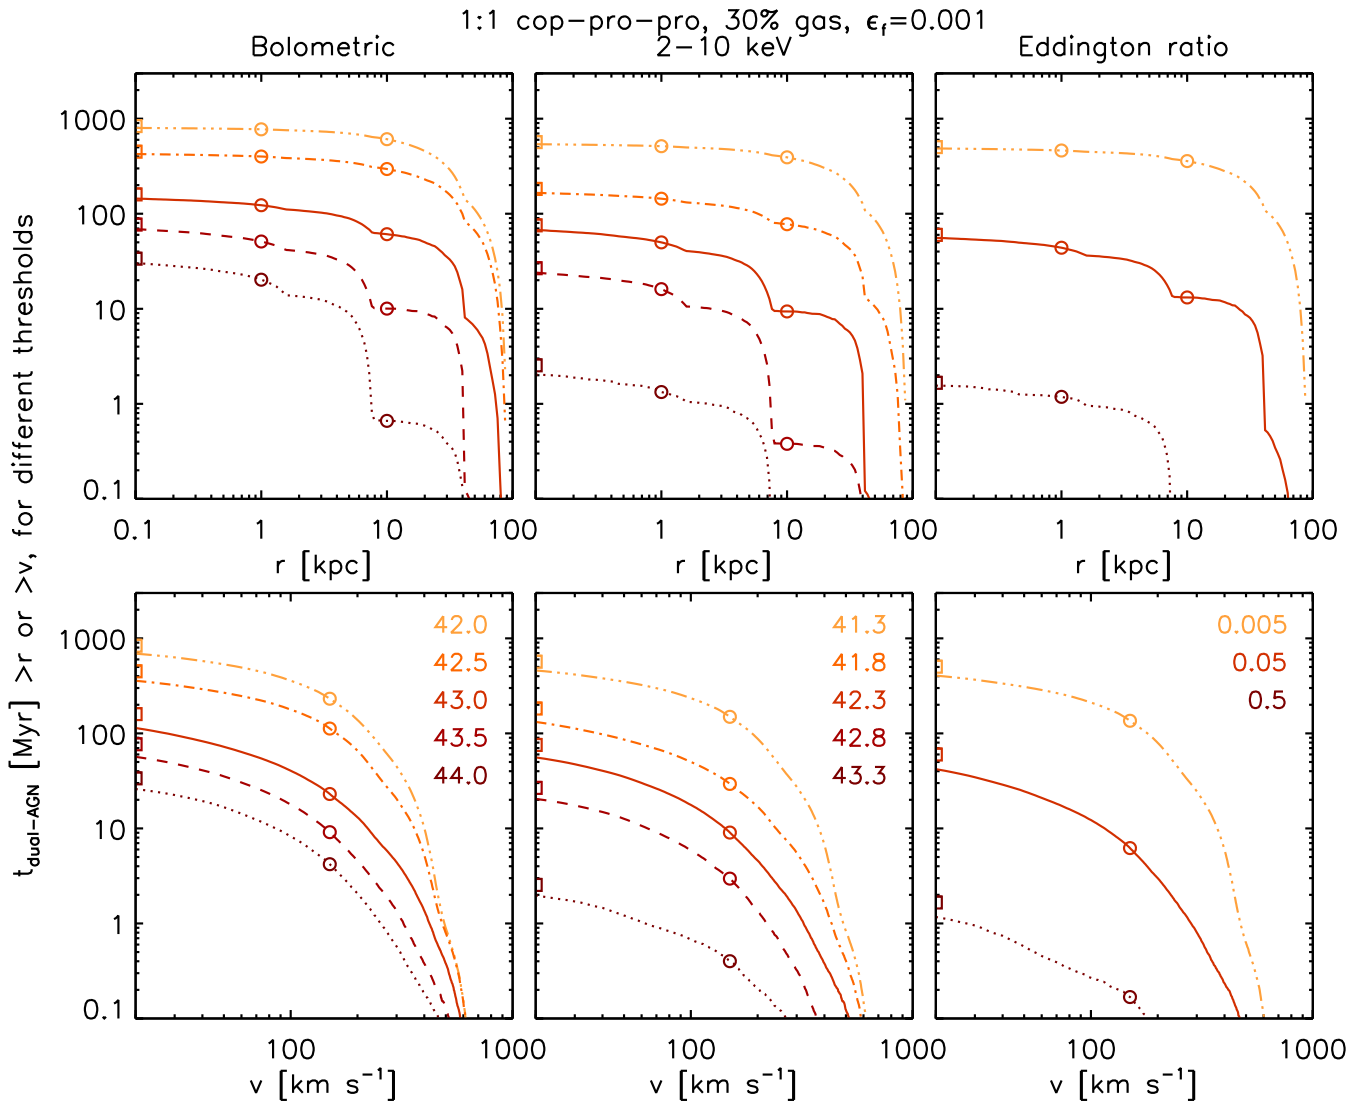 1:1 cop-pro-pro, 30% gas, ϵf=0.001
Bolometric 2-10 keV Eddington ratio
t_dual-AGN [Myr] >r or >v, for different thresholds
1000
100
10
1
0.1
0.1 1 10 100 1 10 100 1 10 100
r [kpc] r [kpc] r [kpc]
42.0 41.3 0.005
1000
42.5 41.8 0.05
43.0 42.3 0.5
100
43.5 42.8
44.0 43.3
10
1
0.1
100 1000 100 1000 100 1000
v [km s⁻¹] v [km s⁻¹] v [km s⁻¹]